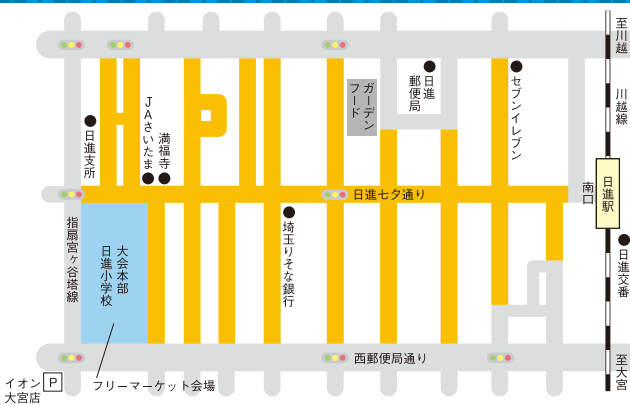 至川越
川越線
セブンイレブン
日進
郵便局
ガーデン
フード
JAさいたま
満福寺
日進支所
日進七夕通り
南口
日進駅
日進交番
指扇宮ヶ谷塔線
大会本部
日進小学校
埼玉りそな銀行
西郵便局通り
至大宮
イオン
大宮店
P
フリーマーケット会場